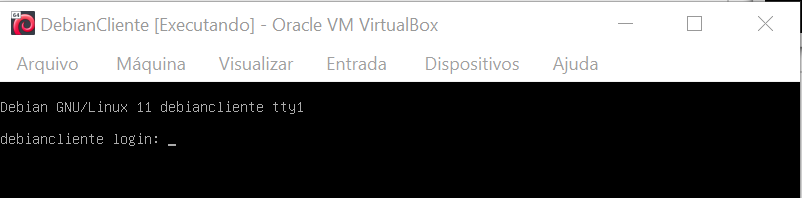 64
DebianCliente [Executando] - Oracle VM VirtualBox
Arquivo Máquina Visualizar Entrada Dispositivos Ajuda
Debian GNU/Linux 11 debiancliente tty1
debiancliente login: _